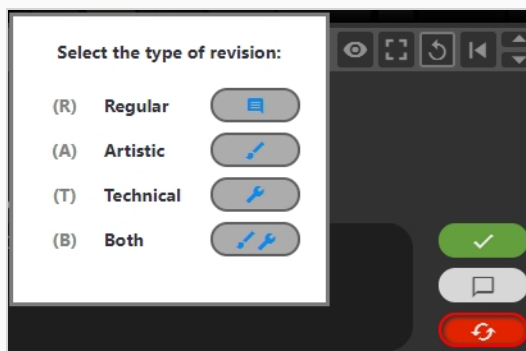 Select the type of revision:
(R) Regular
(A) Artistic
(T) Technical
(B) Both